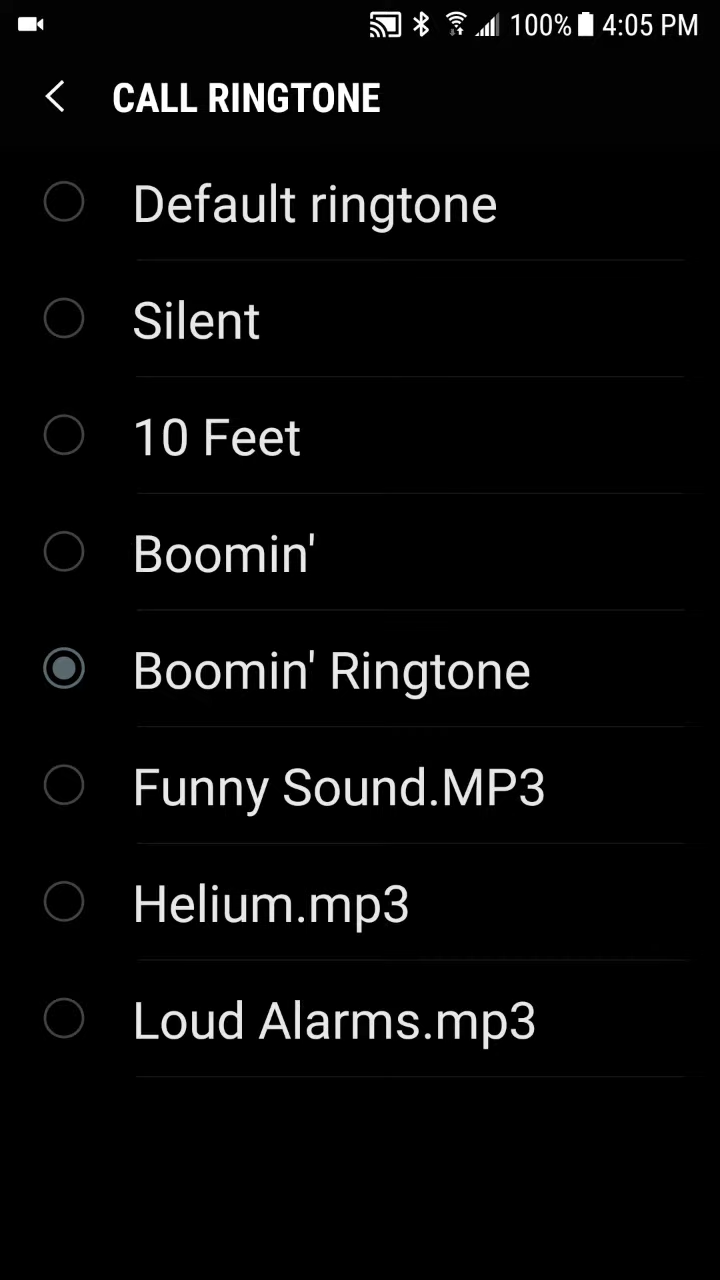 100% 4:05 PM
CALL RINGTONE
Default ringtone
Silent
10 Feet
Boomin'
Boomin' Ringtone
Funny Sound.MP3
Helium.mp3
Loud Alarms.mp3